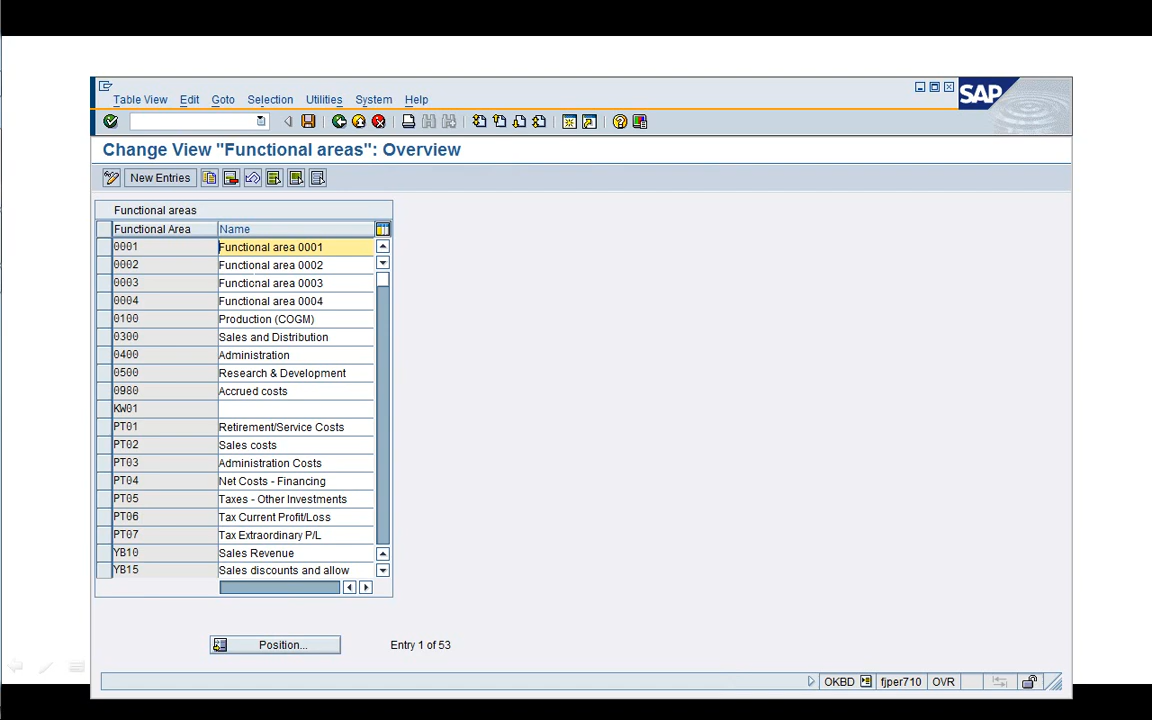 Table View Edit Goto Selection Utilities System Help
SAP
Change View "Functional areas": Overview
New Entries
Functional areas
Functional Area Name
0001 Functional area 0001
0002 Functional area 0002
0003 Functional area 0003
0004 Functional area 0004
0100 Production (COGM)
0300 Sales and Distribution
0400 Administration
0500 Research & Development
0980 Accrued costs
KW01
PT01 Retirement/Service Costs
PT02 Sales costs
PT03 Administration Costs
PT04 Net Costs - Financing
PT05 Taxes - Other Investments
PT06 Tax Current Profit/Loss
PT07 Tax Extraordinary P/L
YB10 Sales Revenue
YB15 Sales discounts and allow
Position... Entry 1 of 53
OKBD fjper710 OVR